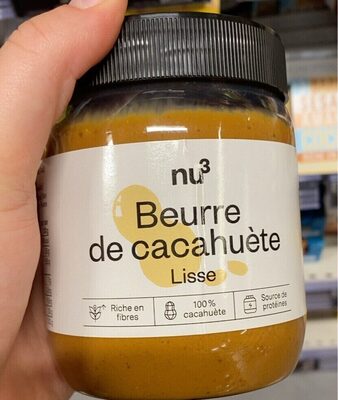 nu³
Beurre
de cacahuète
Lisse
Riche en
fibres
100%
cacahuète
Source de
protéines